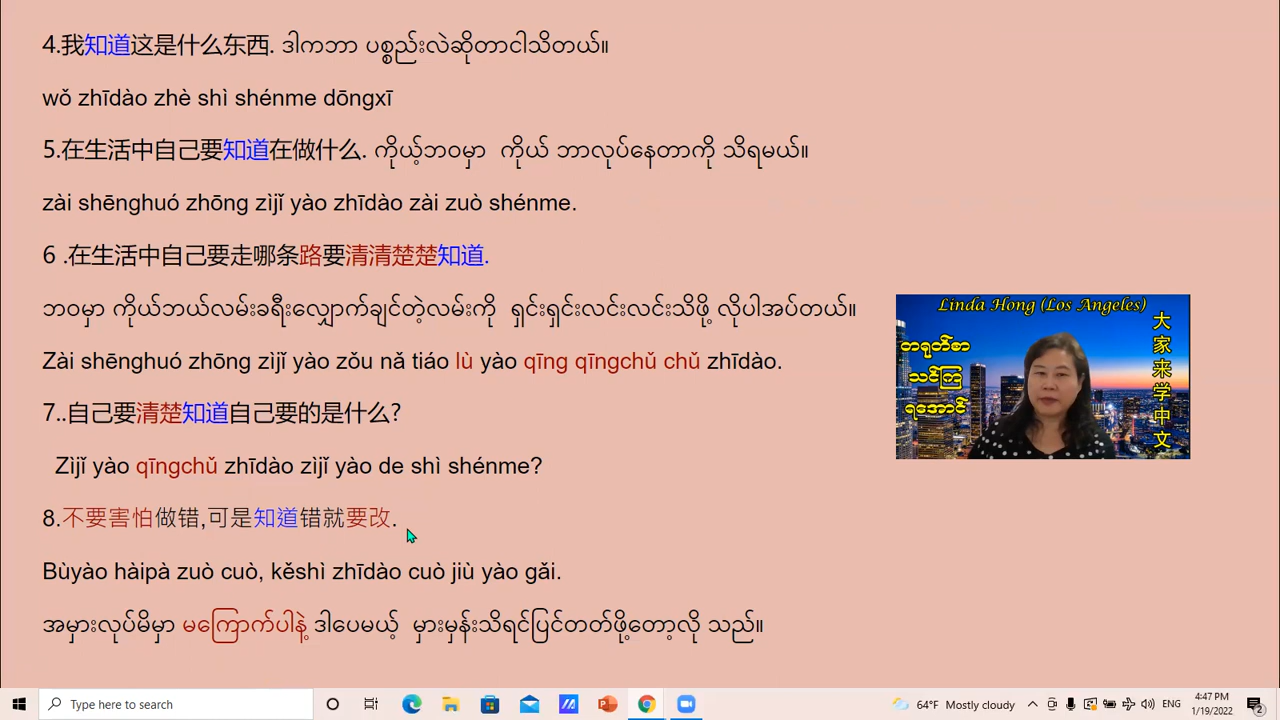 4.我知道这是什么东西. ဒါကဘာ ပစ္စည်းလဲဆိုတာငါသိတယ်။
wǒ zhīdào zhè shì shénme dōngxī
5.在生活中自己要知道在做什么. ကိုယ့်ဘဝမှာ ကိုယ် ဘာလုပ်နေတာကို သိရမယ်။
zài shēnghuó zhōng zìjǐ yào zhīdào zài zuò shénme.
6 .在生活中自己要走哪条路要清清楚楚知道.
ဘဝမှာ ကိုယ်ဘယ်လမ်းခရီးလျှောက်ချင်တဲ့လမ်းကို ရှင်းရှင်းလင်းလင်းသိဖို့ လိုပါအပ်တယ်။
Zài shēnghuó zhōng zìjǐ yào zǒu nǎ tiáo lù yào qīng qīngchǔ chǔ zhīdào.
7..自己要清楚知道自己要的是什么?
Zìjǐ yào qīngchǔ zhīdào zìjǐ yào de shì shénme?
8.不要害怕做错,可是知道错就要改.
Bùyào hàipà zuò cuò, kěshì zhīdào cuò jiù yào gǎi.
အမှားလုပ်မိမှာ မကြောက်ပါနဲ့ ဒါပေမယ့် မှားမှန်းသိရင်ပြင်တတ်ဖို့တော့လို သည်။
Linda Hong (Los Angeles)
တရုတ်စာ
သင်ကြ
ရအောင်
大家来学中文
Type here to search
64°F Mostly cloudy
ENG
4:47 PM
1/19/2022
2